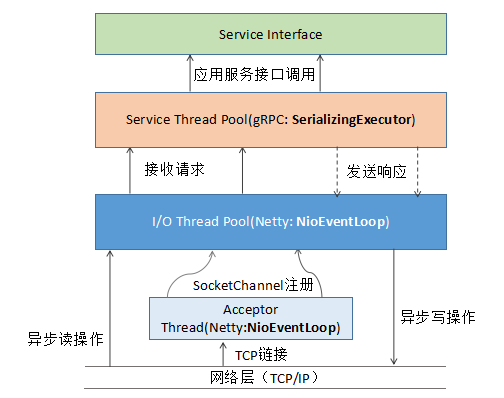 Service Interface
应用服务接口调用
Service Thread Pool(gRPC: SerializingExecutor)
接收请求
发送响应
I/O Thread Pool(Netty: NioEventLoop)
SocketChannel注册
Acceptor
Thread(Netty:NioEventLoop)
异步读操作
异步写操作
TCP链接
网络层（TCP/IP）